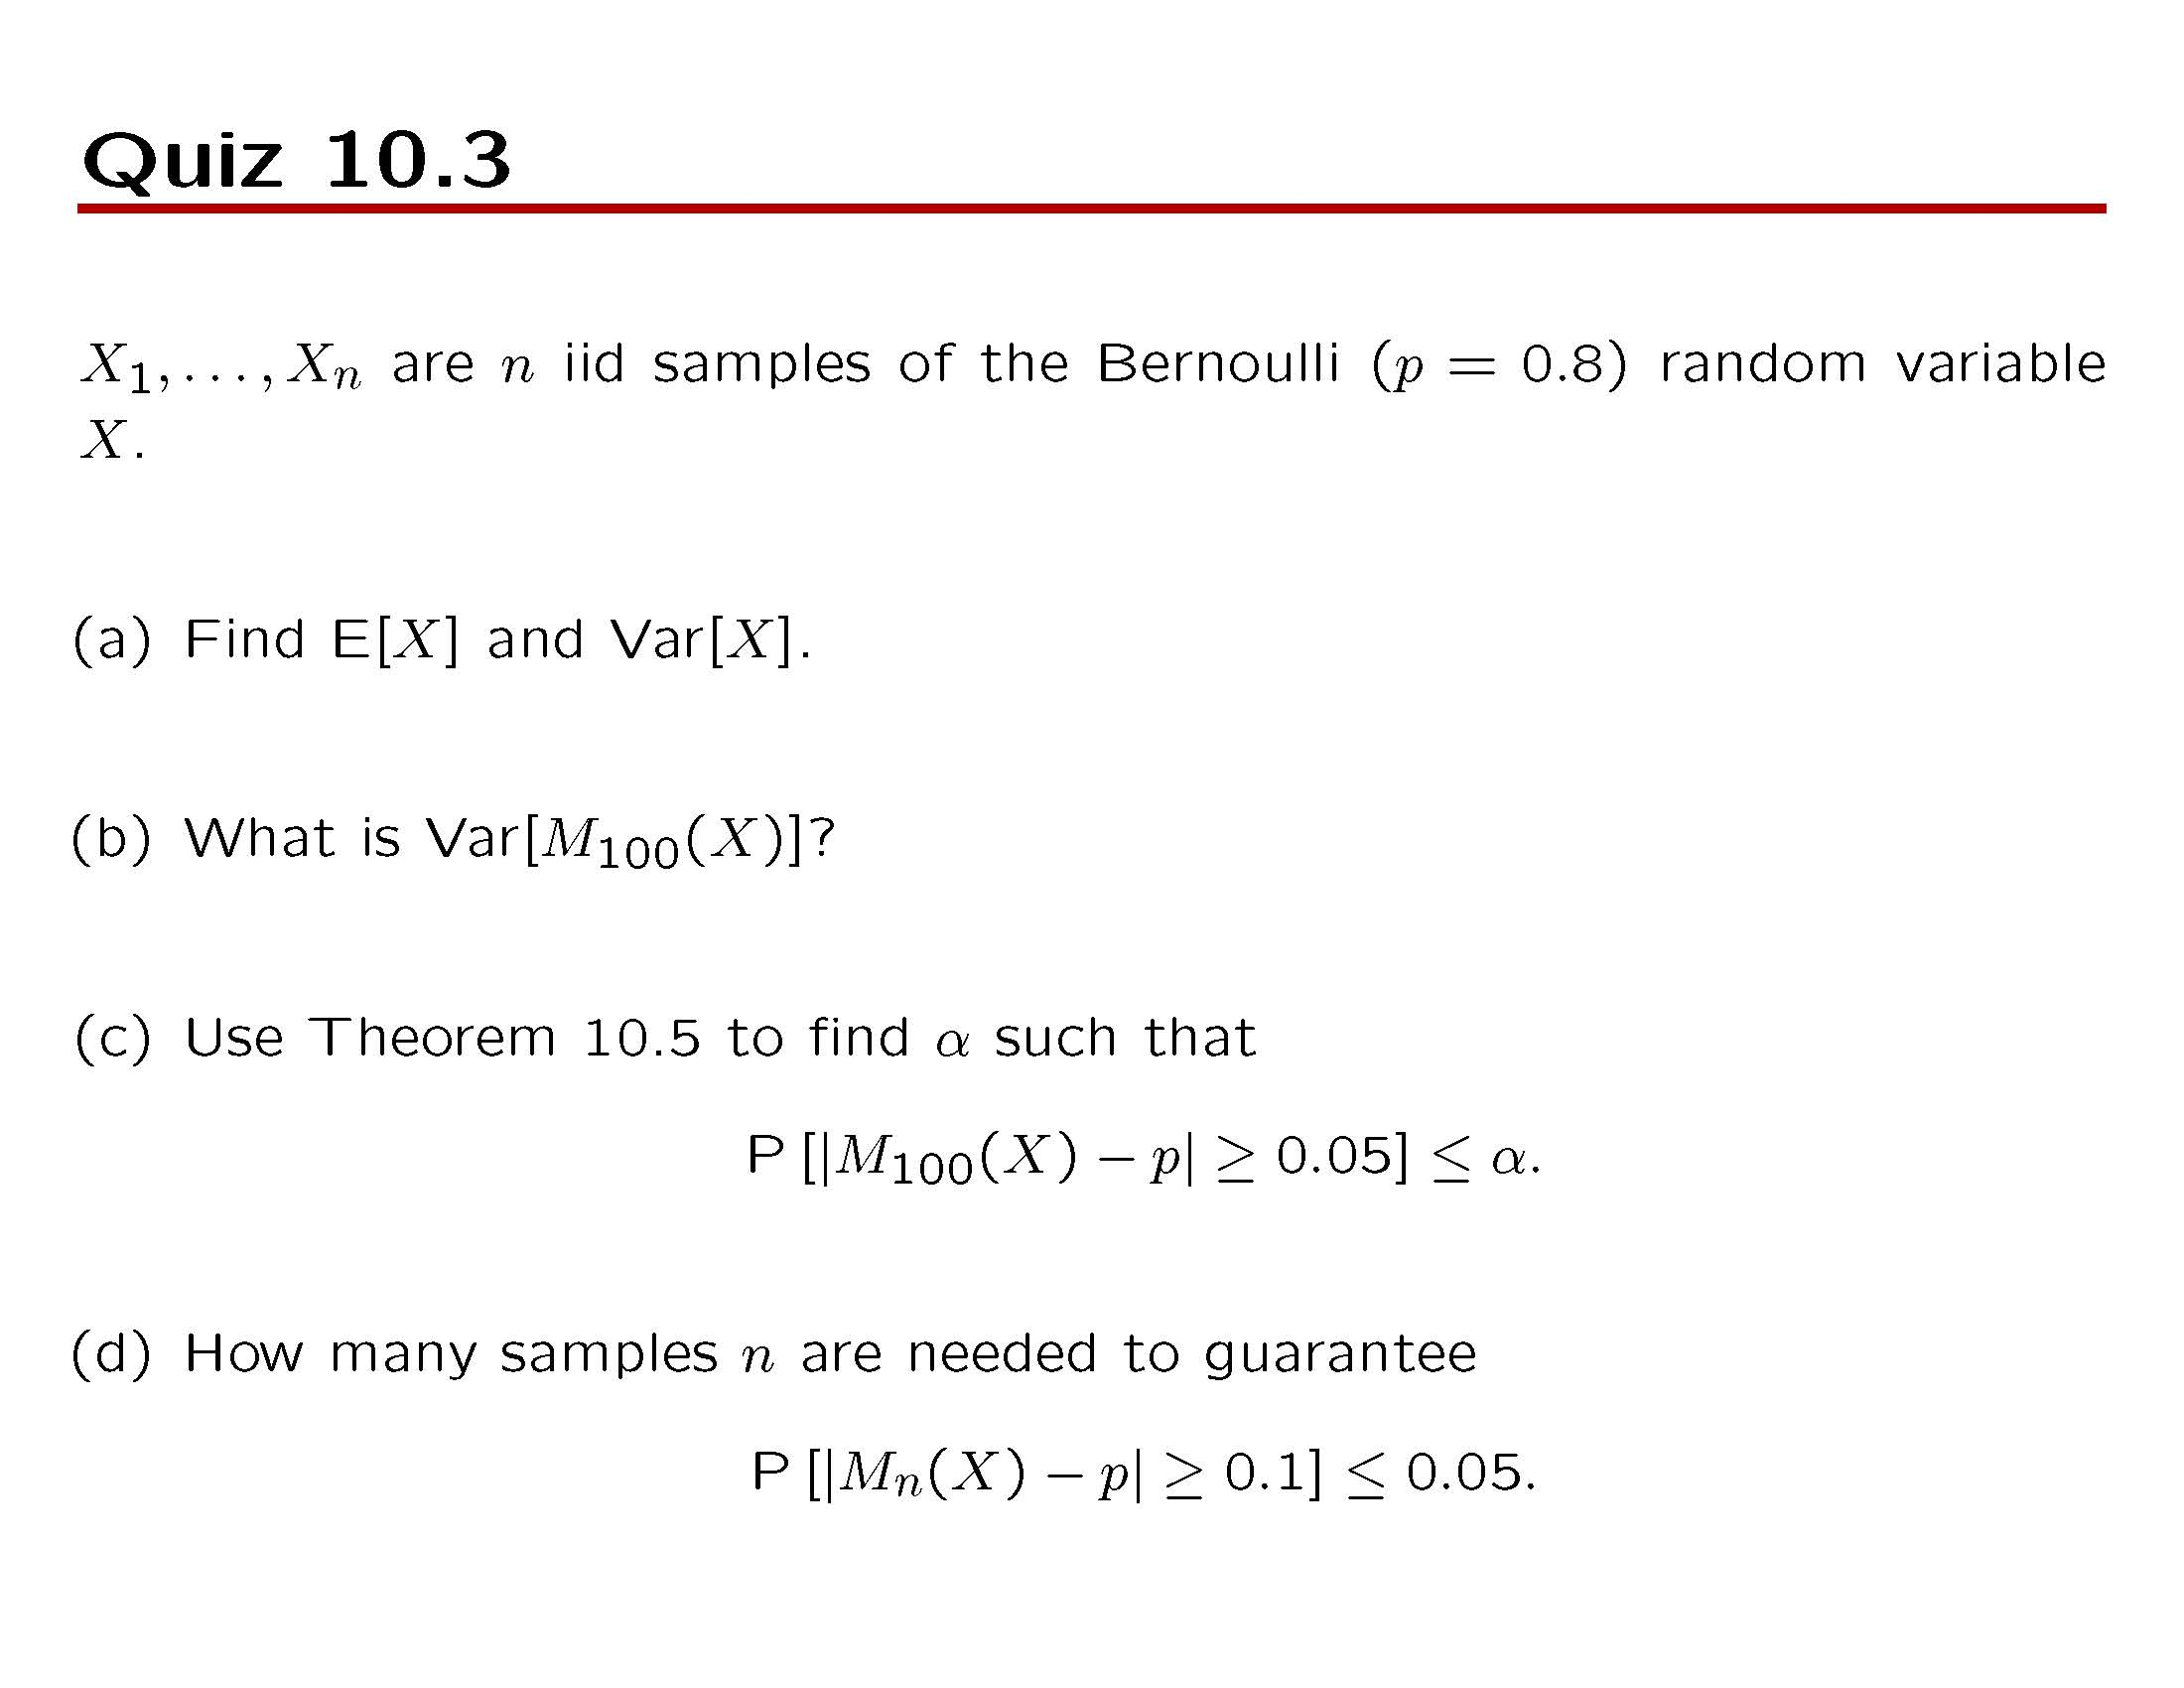 Quiz 10.3
X₁, . . . , Xₙ are n iid samples of the Bernoulli (p = 0.8) random variable
X.
(a) Find E[X] and Var[X].
(b) What is Var[M₁₀₀(X)]?
(c) Use Theorem 10.5 to find α such that
P [|M₁₀₀(X) − p| ≥ 0.05] ≤ α.
(d) How many samples n are needed to guarantee
P [|Mₙ(X) − p| ≥ 0.1] ≤ 0.05.